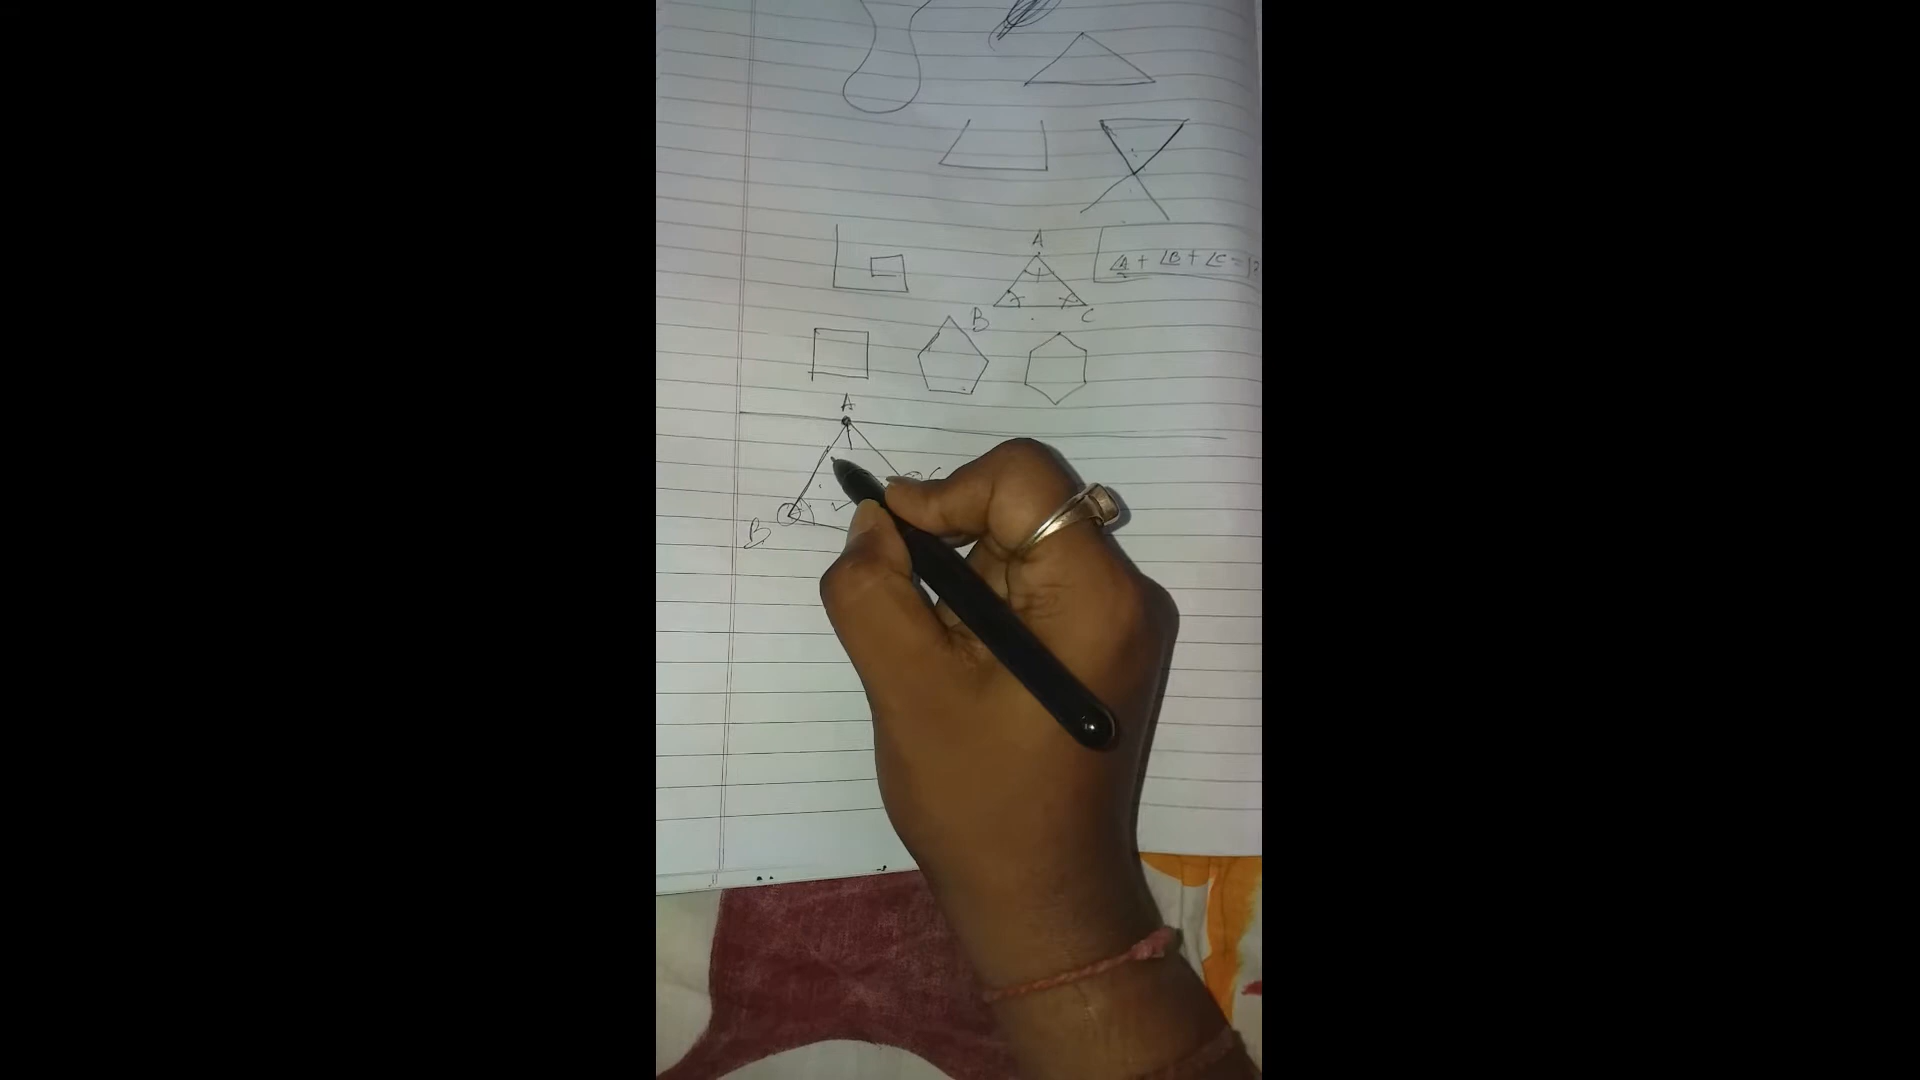 A
∠A + ∠B + ∠C = 1
B C
A
C
B